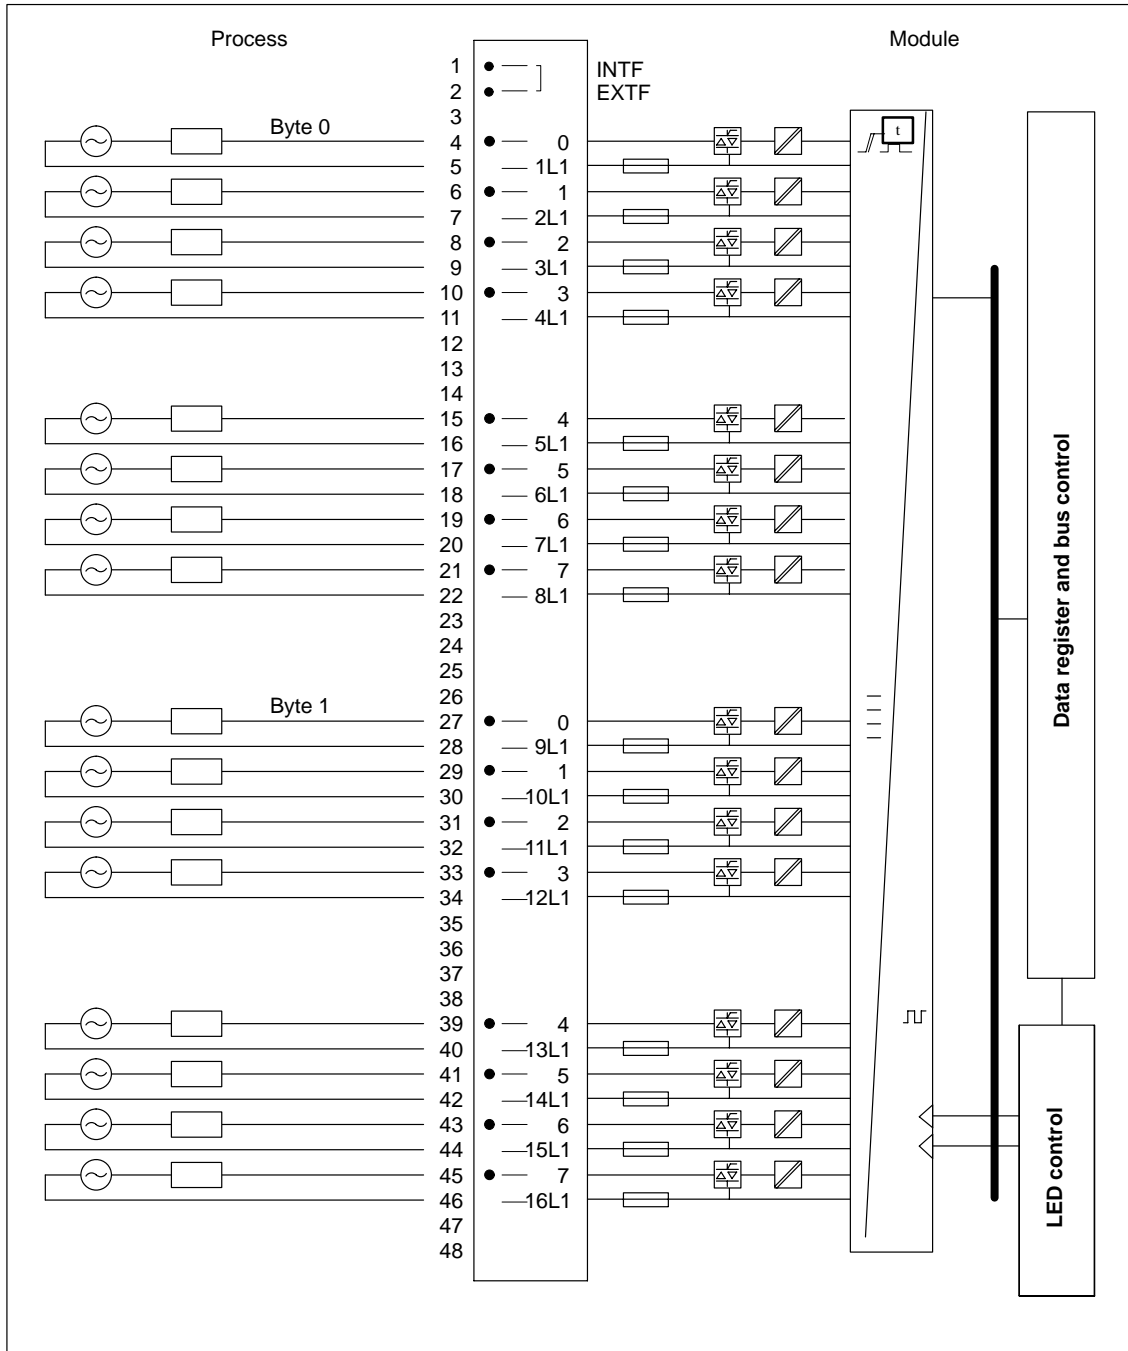 Process Module
1 INTF
2 EXTF
3
Byte 0
4 0
t
5 1L1
6 1
7 2L1
8 2
9 3L1
10 3
11 4L1
12
13
14
15 4
16 5L1
17 5
18 6L1
19 6
20 7L1
21 7
22 8L1
23
24
25
26
Byte 1
27 0
28 9L1
29 1
30 10L1
31 2
32 11L1
33 3
34 12L1
35
36
37
38
39 4
40 13L1
41 5
42 14L1
43 6
44 15L1
45 7
46 16L1
47
48
Data register and bus control
LED control